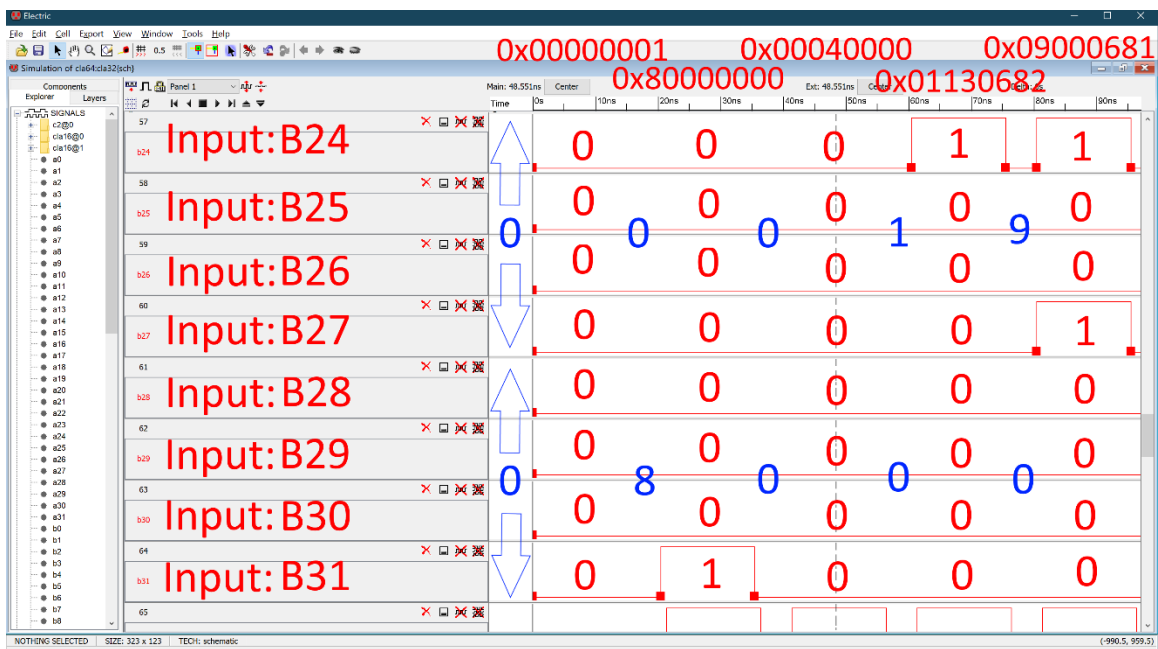 Electric
File Edit Cell Export View Window Tools Help
0.5
0x00000001 0x00040000 0x09000681
Simulation of cla64:cla32{sch}
0x80000000 0x01130682
Components
Explorer Layers
Panel 1
Main: 48.551ns Center Ext: 48.551ns
Time 0s 10ns 20ns 30ns 40ns 50ns 60ns 70ns 80ns 90ns
SIGNALS
c2@0
cla16@0
cla16@1
a0
a1
a2
a3
a4
a5
a6
a7
a8
a9
a10
a11
a12
a13
a14
a15
a16
a17
a18
a19
a20
a21
a22
a23
a24
a25
a26
a27
a28
a29
a30
a31
b0
b1
b2
b3
b4
b5
b6
b7
b8
57
b24 Input:B24 0 0 0 1 1
58
b25 Input:B25 0 0 0 0 0
59
0 0 0 1 9
b26 Input:B26 0 0 0 0 0
60
b27 Input:B27 0 0 0 0 1
61
b28 Input:B28 0 0 0 0 0
62
b29 Input:B29 0 0 0 0 0
63
0 8 0 0 0
b30 Input:B30 0 0 0 0 0
64
b31 Input:B31 0 1 0 0 0
65
NOTHING SELECTED SIZE: 323 x 123 TECH: schematic (-990.5, 959.5)